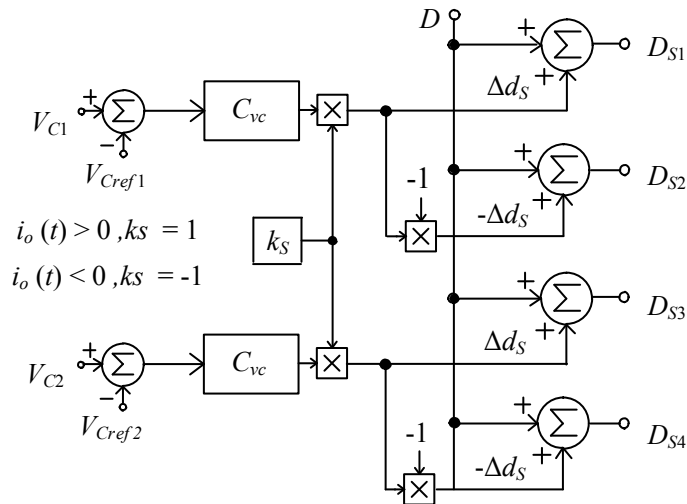 D
+
Σ
D_{S1}
+
Δd_S
+
Σ
−
V_{C1}
V_{Cref1}
C_{vc}
×
+
Σ
D_{S2}
+
-Δd_S
-1
×
i_o (t) > 0 ,ks = 1
i_o (t) < 0 ,ks = -1
k_S
+
Σ
D_{S3}
+
Δd_S
+
Σ
−
V_{C2}
V_{Cref2}
C_{vc}
×
+
Σ
D_{S4}
+
-Δd_S
-1
×